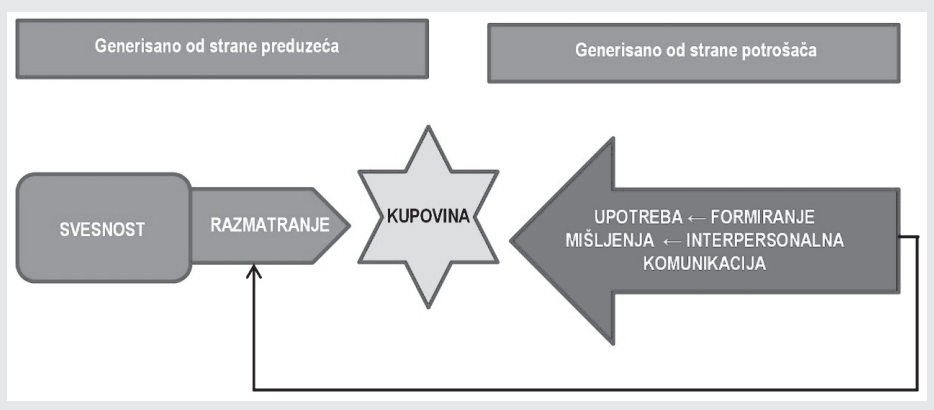 Generisano od strane preduzeća
Generisano od strane potrošača
SVESNOST
RAZMATRANJE
KUPOVINA
UPOTREBA ← FORMIRANJE
MIŠLJENJA ← INTERPERSONALNA
KOMUNIKACIJA